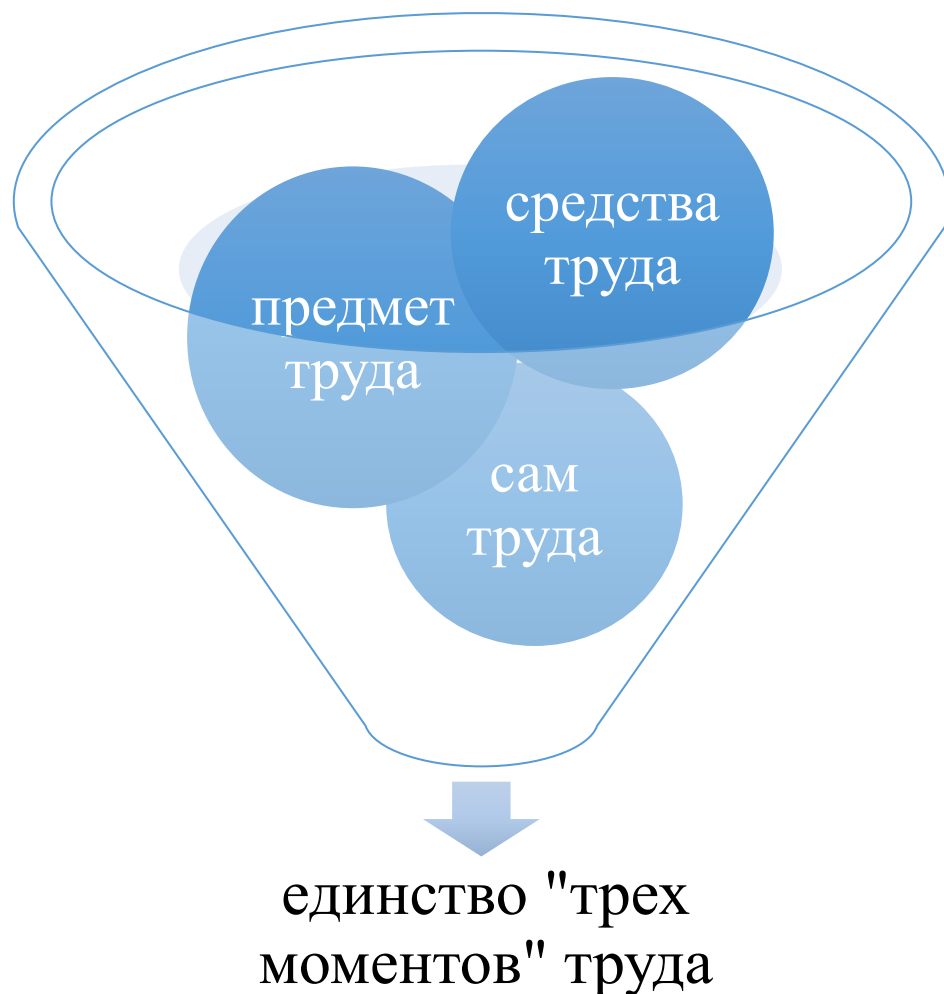 средства
труда
предмет
труда
сам
труда
единство "трех
моментов" труда